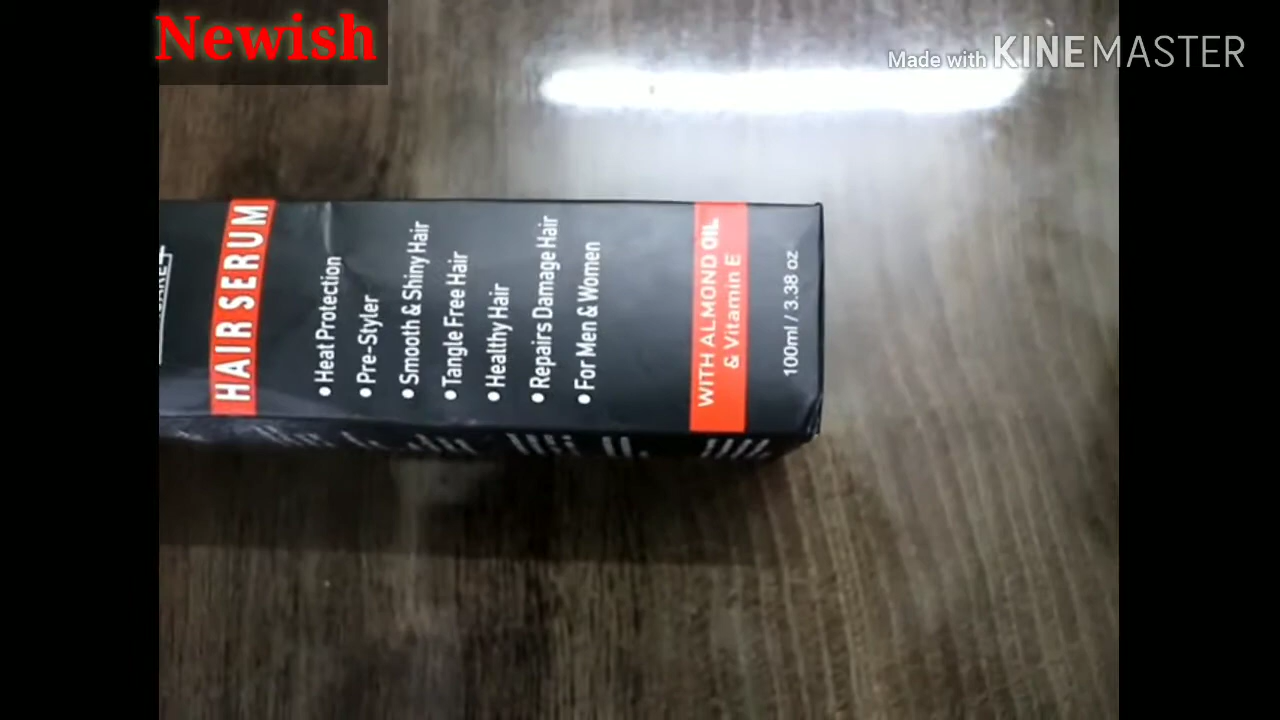 Newish
Made with KINEMASTER
HAIR SERUM
• Heat Protection
• Pre-Styler
• Smooth & Shiny Hair
• Tangle Free Hair
• Healthy Hair
• Repairs Damage Hair
• For Men & Women
WITH ALMOND OIL
& Vitamin E
100ml / 3.38 oz